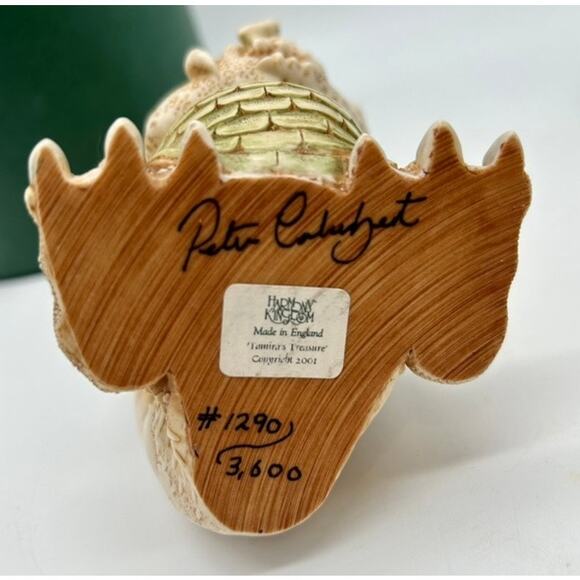 Peter Calvesbert
HARMONY
KINGDOM
Made in England
'Tamira's Treasure'
Copyright 2001
#1290
3,600